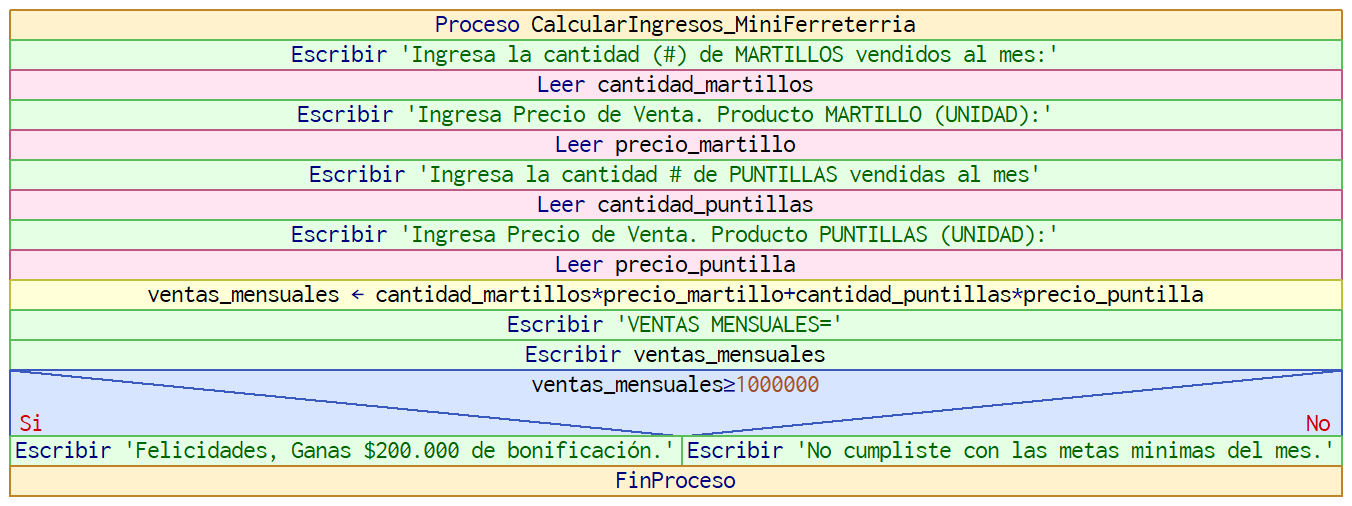 Proceso CalcularIngresos_MiniFerreterria
Escribir 'Ingresa la cantidad (#) de MARTILLOS vendidos al mes:'
Leer cantidad_martillos
Escribir 'Ingresa Precio de Venta. Producto MARTILLO (UNIDAD):'
Leer precio_martillo
Escribir 'Ingresa la cantidad # de PUNTILLAS vendidas al mes'
Leer cantidad_puntillas
Escribir 'Ingresa Precio de Venta. Producto PUNTILLAS (UNIDAD):'
Leer precio_puntilla
ventas_mensuales ← cantidad_martillos*precio_martillo+cantidad_puntillas*precio_puntilla
Escribir 'VENTAS MENSUALES='
Escribir ventas_mensuales
ventas_mensuales≥1000000
Si No
Escribir 'Felicidades, Ganas $200.000 de bonificación.' Escribir 'No cumpliste con las metas minimas del mes.'
FinProceso